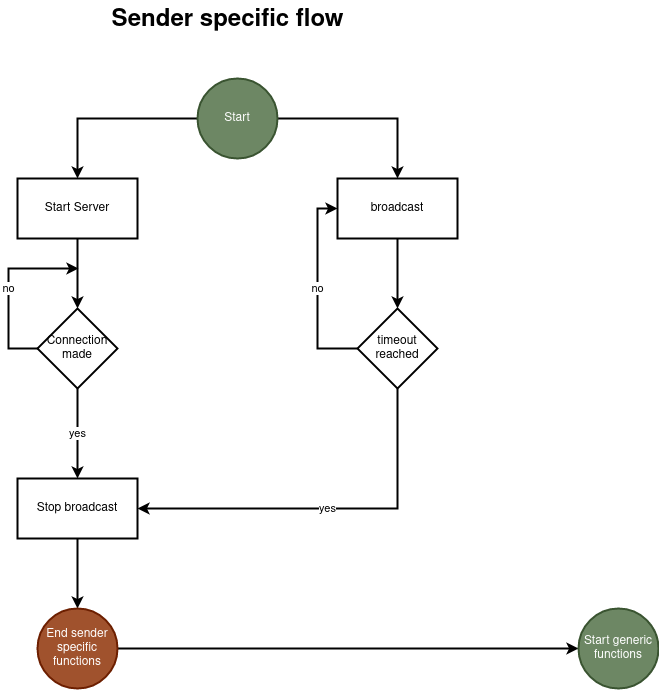 Sender specific flow
Start
Start Server
broadcast
no
no
Connection
made
timeout
reached
yes
Stop broadcast
yes
End sender
specific
functions
Start generic
functions